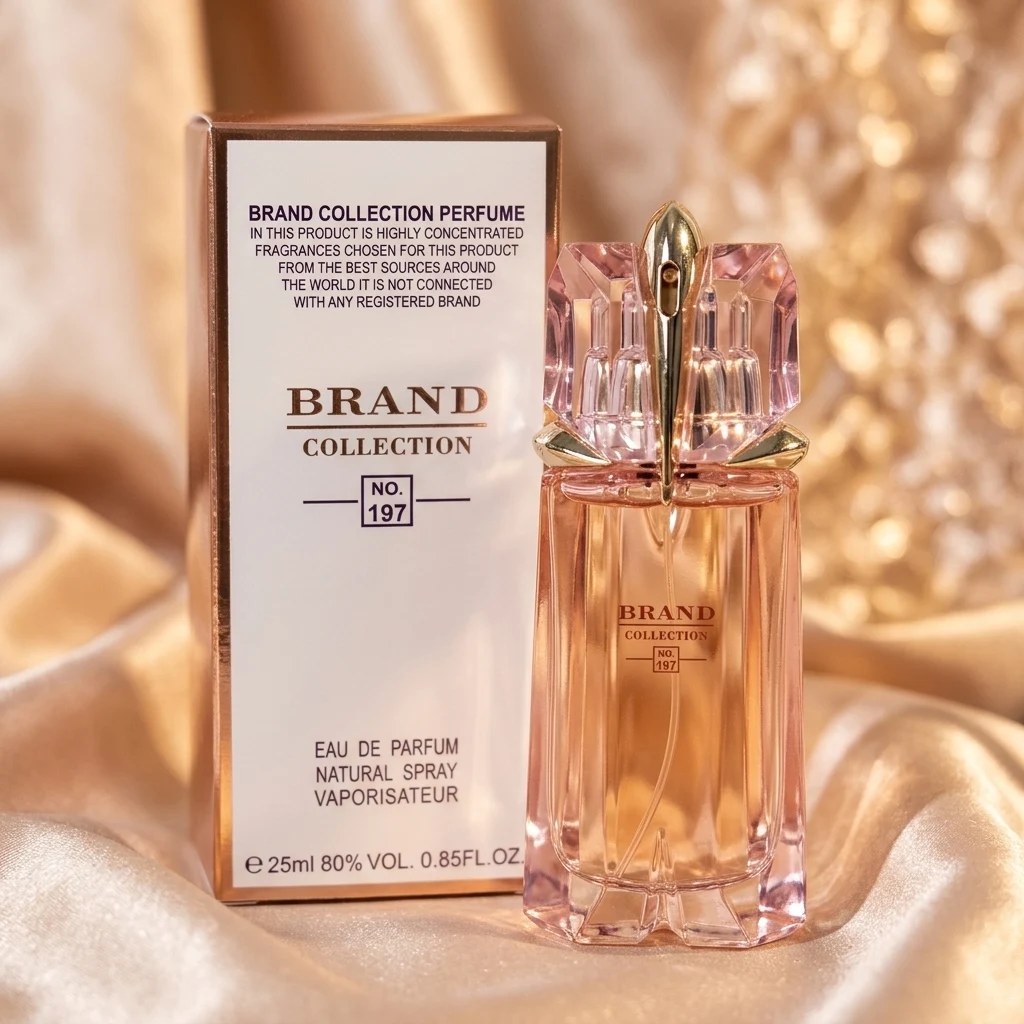 BRAND COLLECTION PERFUME
IN THIS PRODUCT IS HIGHLY CONCENTRATED
FRAGRANCES CHOSEN FOR THIS PRODUCT
FROM THE BEST SOURCES AROUND
THE WORLD IT IS NOT CONNECTED
WITH ANY REGISTERED BRAND
BRAND
COLLECTION
NO.
197
EAU DE PARFUM
NATURAL SPRAY
VAPORISATEUR
℮ 25ml 80% VOL. 0.85FL.OZ.
BRAND
COLLECTION
NO.
197